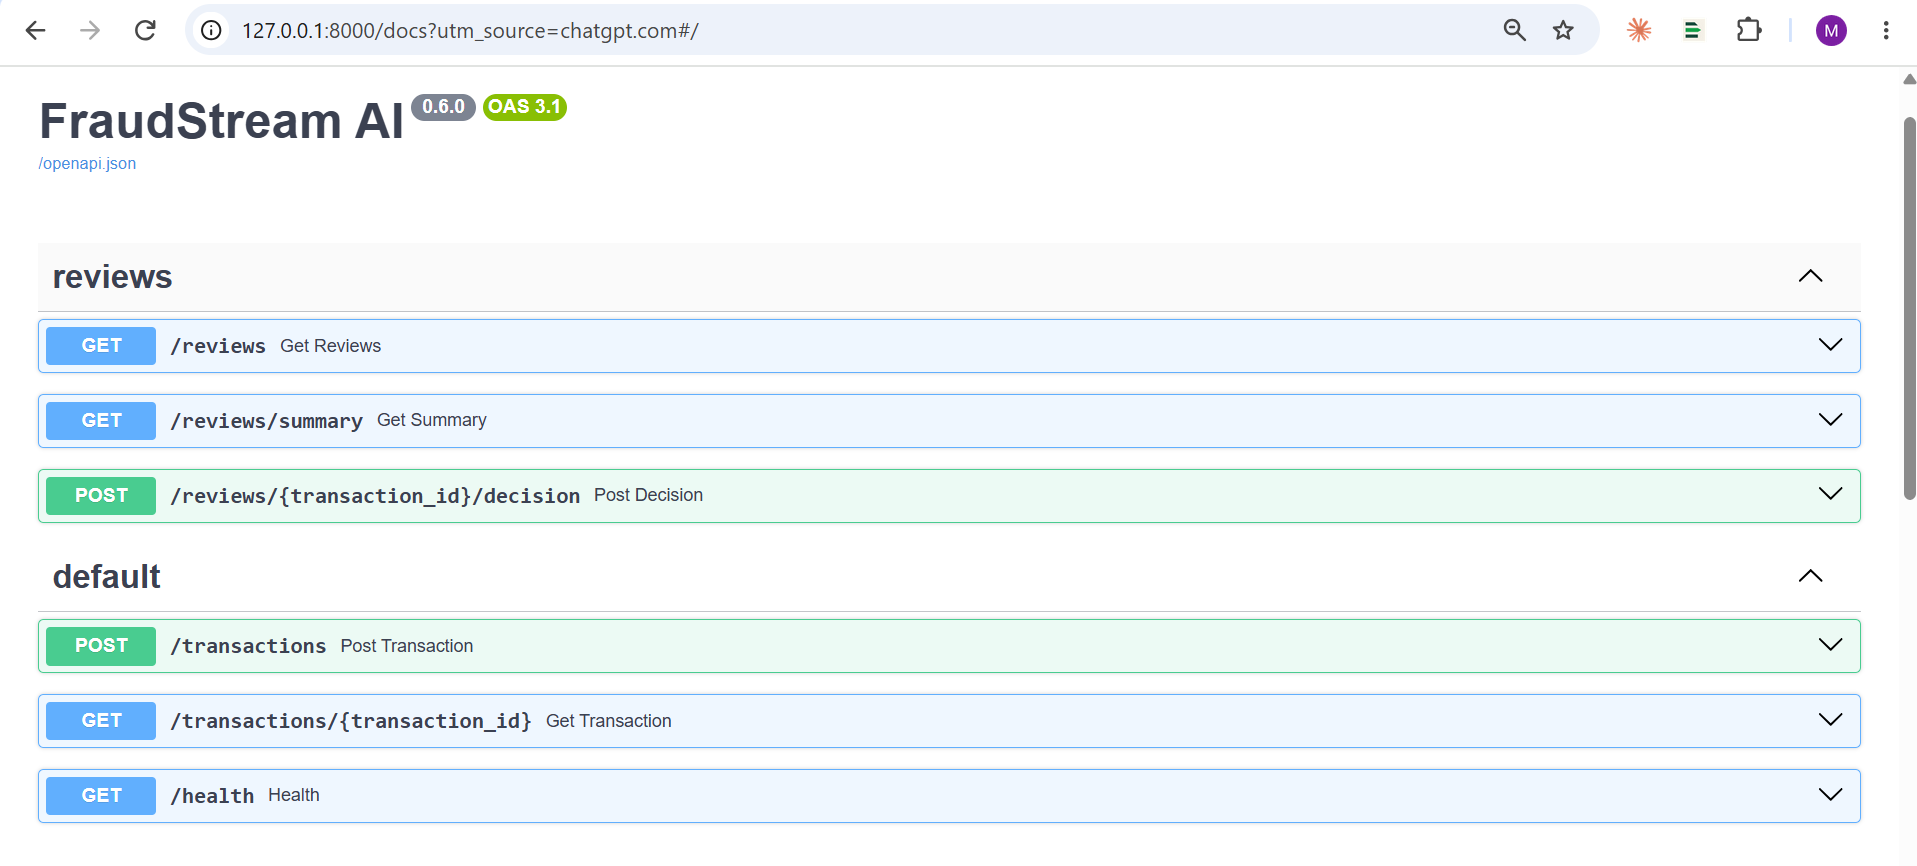 127.0.0.1:8000/docs?utm_source=chatgpt.com#/
M
FraudStream AI 0.6.0 OAS 3.1
/openapi.json
reviews
GET /reviews Get Reviews
GET /reviews/summary Get Summary
POST /reviews/{transaction_id}/decision Post Decision
default
POST /transactions Post Transaction
GET /transactions/{transaction_id} Get Transaction
GET /health Health